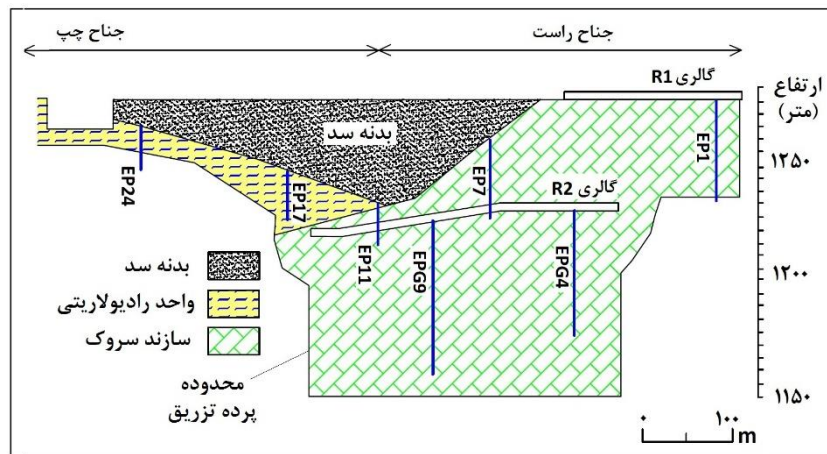 جناح چپ
جناح راست
گالری R1
ارتفاع
(متر)
بدنه سد
EP1
۱۲۵۰
EP7
گالری R2
EP24
EP17
EP11
EPG9
EPG4
۱۲۰۰
بدنه سد
واحد رادیولاریتی
سازند سروک
محدوده
پرده تزریق
۱۱۵۰
۰ ۱۰۰
m